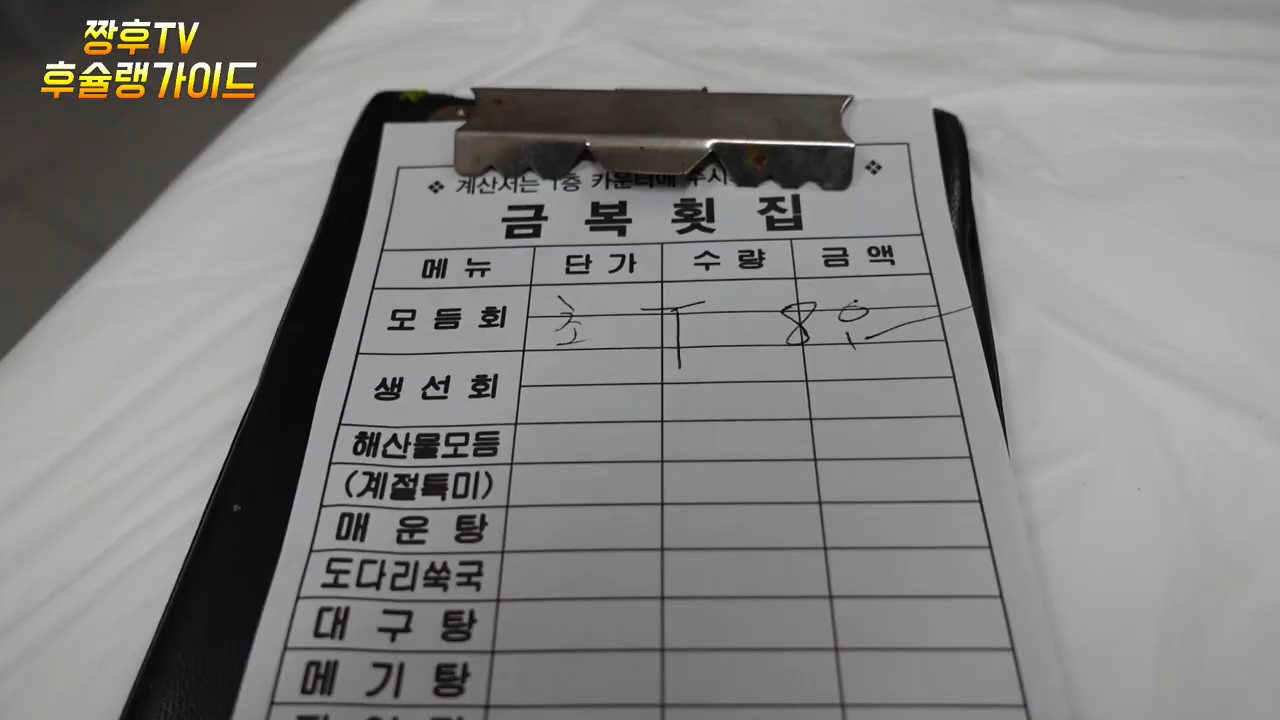 짱후TV
후슐랭가이드
❖ 계산서는 1층 카운터에 주시
금복횟집
메뉴 단가 수량 금액
모듬회 8
생선회
해산물모듬
(계절특미)
매운탕
도다리쑥국
대구탕
메기탕